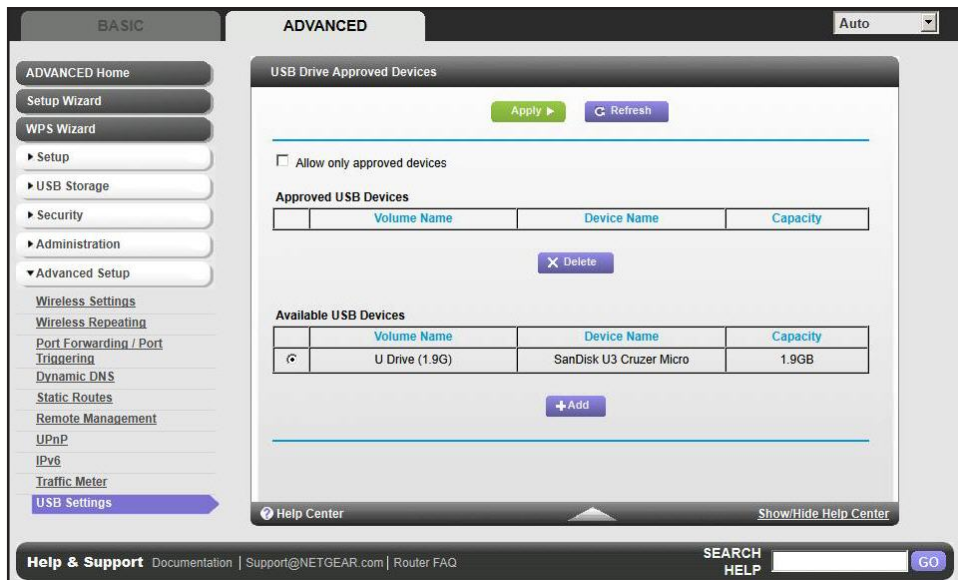 BASIC
ADVANCED
Auto
ADVANCED Home
Setup Wizard
WPS Wizard
Setup
USB Storage
Security
Administration
Advanced Setup
Wireless Settings
Wireless Repeating
Port Forwarding / Port
Triggering
Dynamic DNS
Static Routes
Remote Management
UPnP
IPv6
Traffic Meter
USB Settings
USB Drive Approved Devices
Apply
Refresh
Allow only approved devices
Approved USB Devices
Volume Name Device Name Capacity
Delete
Available USB Devices
Volume Name Device Name Capacity
U Drive (1.9G) SanDisk U3 Cruzer Micro 1.9GB
Add
Help Center
Show/Hide Help Center
Help & Support Documentation | Support@NETGEAR.com | Router FAQ
SEARCH
HELP
GO